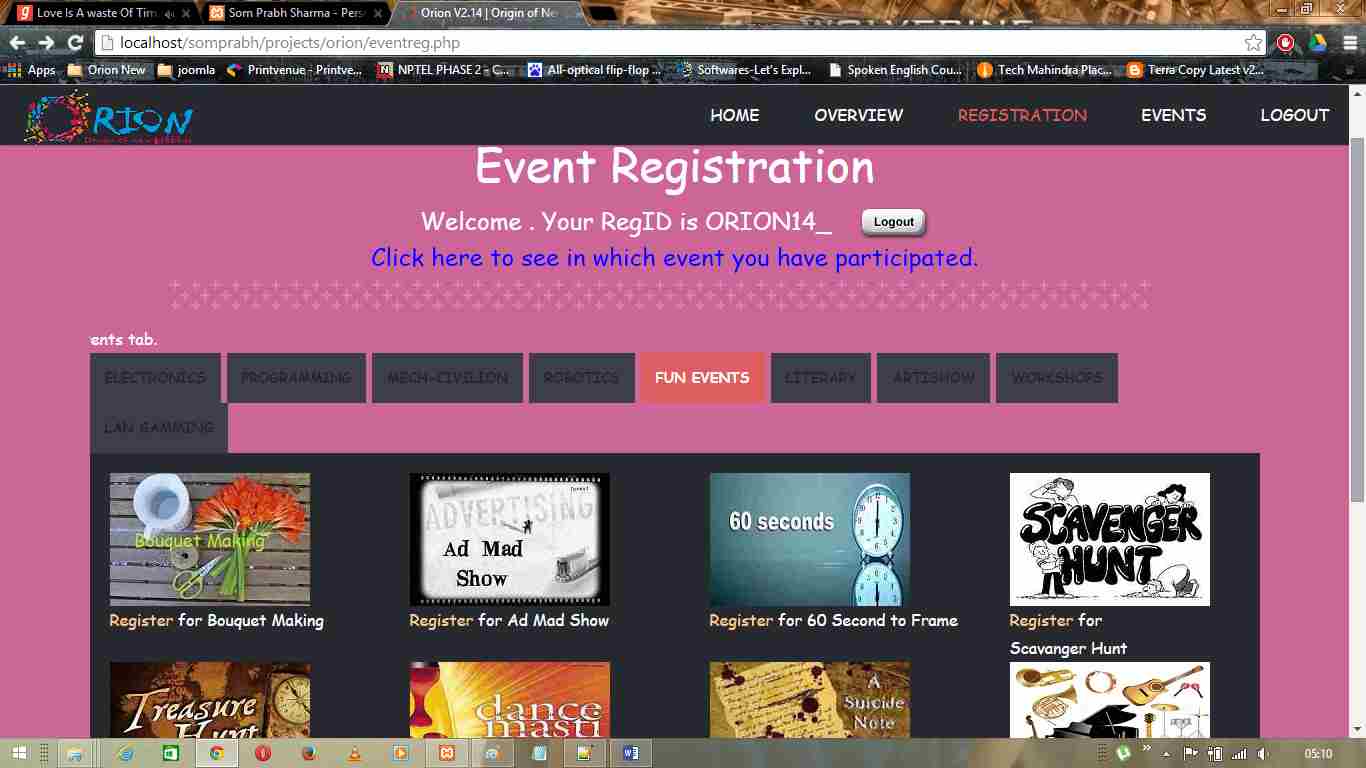 Love Is A waste Of Tim
Som Prabh Sharma - Pers
Orion V2.14 | Origin of Ne
localhost/somprabh/projects/orion/eventreg.php
Apps
Orion New
joomla
Printvenue - Printve...
NPTEL PHASE 2 - C...
All-optical flip-flop ...
Softwares-Let's Expl...
Spoken English Cou...
Tech Mahindra Plac...
Terra Copy Latest v2...
ORION
HOME
OVERVIEW
REGISTRATION
EVENTS
LOGOUT
Event Registration
Welcome . Your RegID is ORION14_
Logout
Click here to see in which event you have participated.
ents tab.
ELECTRONICS
PROGRAMMING
MECH-CIVILION
ROBOTICS
FUN EVENTS
LITERARY
ARTISHOW
WORKSHOPS
LAN GAMMING
Bouquet Making
ADVERTISING
Ad Mad
Show
60 seconds
SCAVENGER
HUNT
Register for Bouquet Making
Register for Ad Mad Show
Register for 60 Second to Frame
Register for
Scavanger Hunt
Treasure
Hunt
dance
masti
A
Suicide
Note
05:10